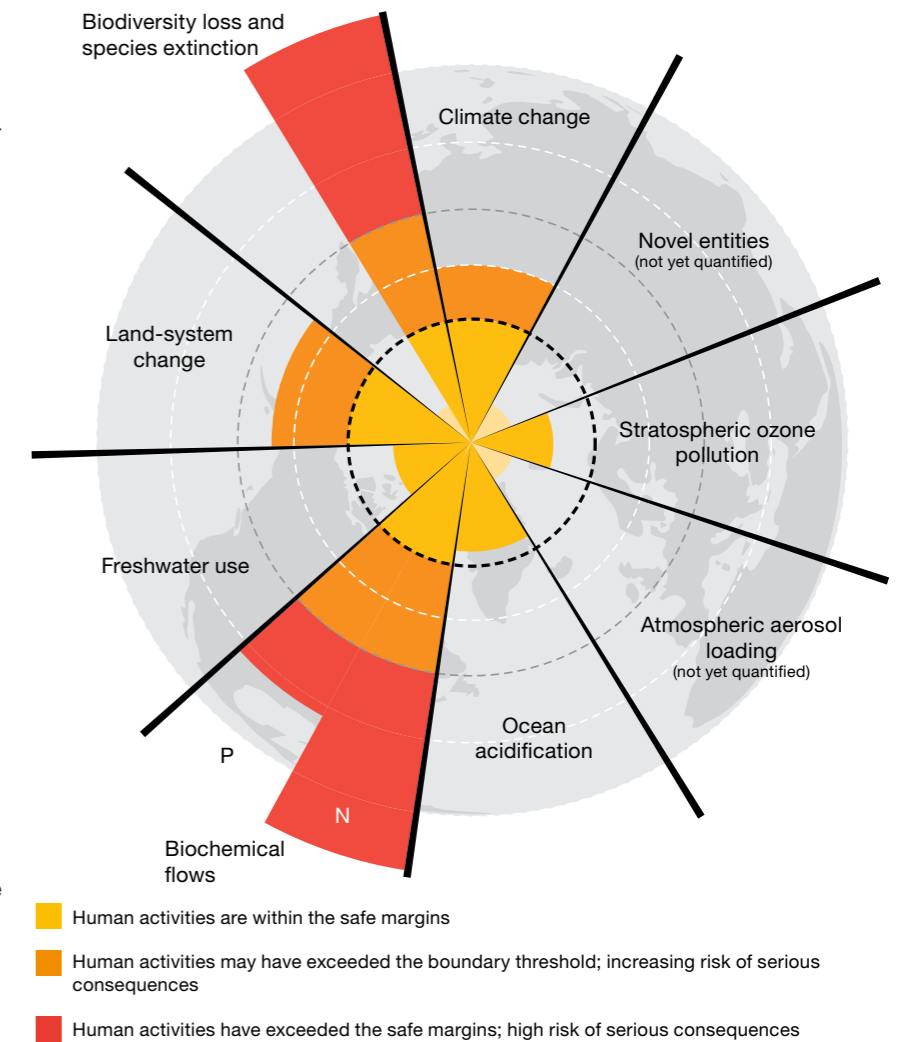 Biodiversity loss and
species extinction
Climate change
Novel entities
(not yet quantified)
Land-system
change
Stratospheric ozone
pollution
Freshwater use
Atmospheric aerosol
loading
(not yet quantified)
Ocean
acidification
P
N
Biochemical
flows
Human activities are within the safe margins
Human activities may have exceeded the boundary threshold; increasing risk of serious
consequences
Human activities have exceeded the safe margins; high risk of serious consequences